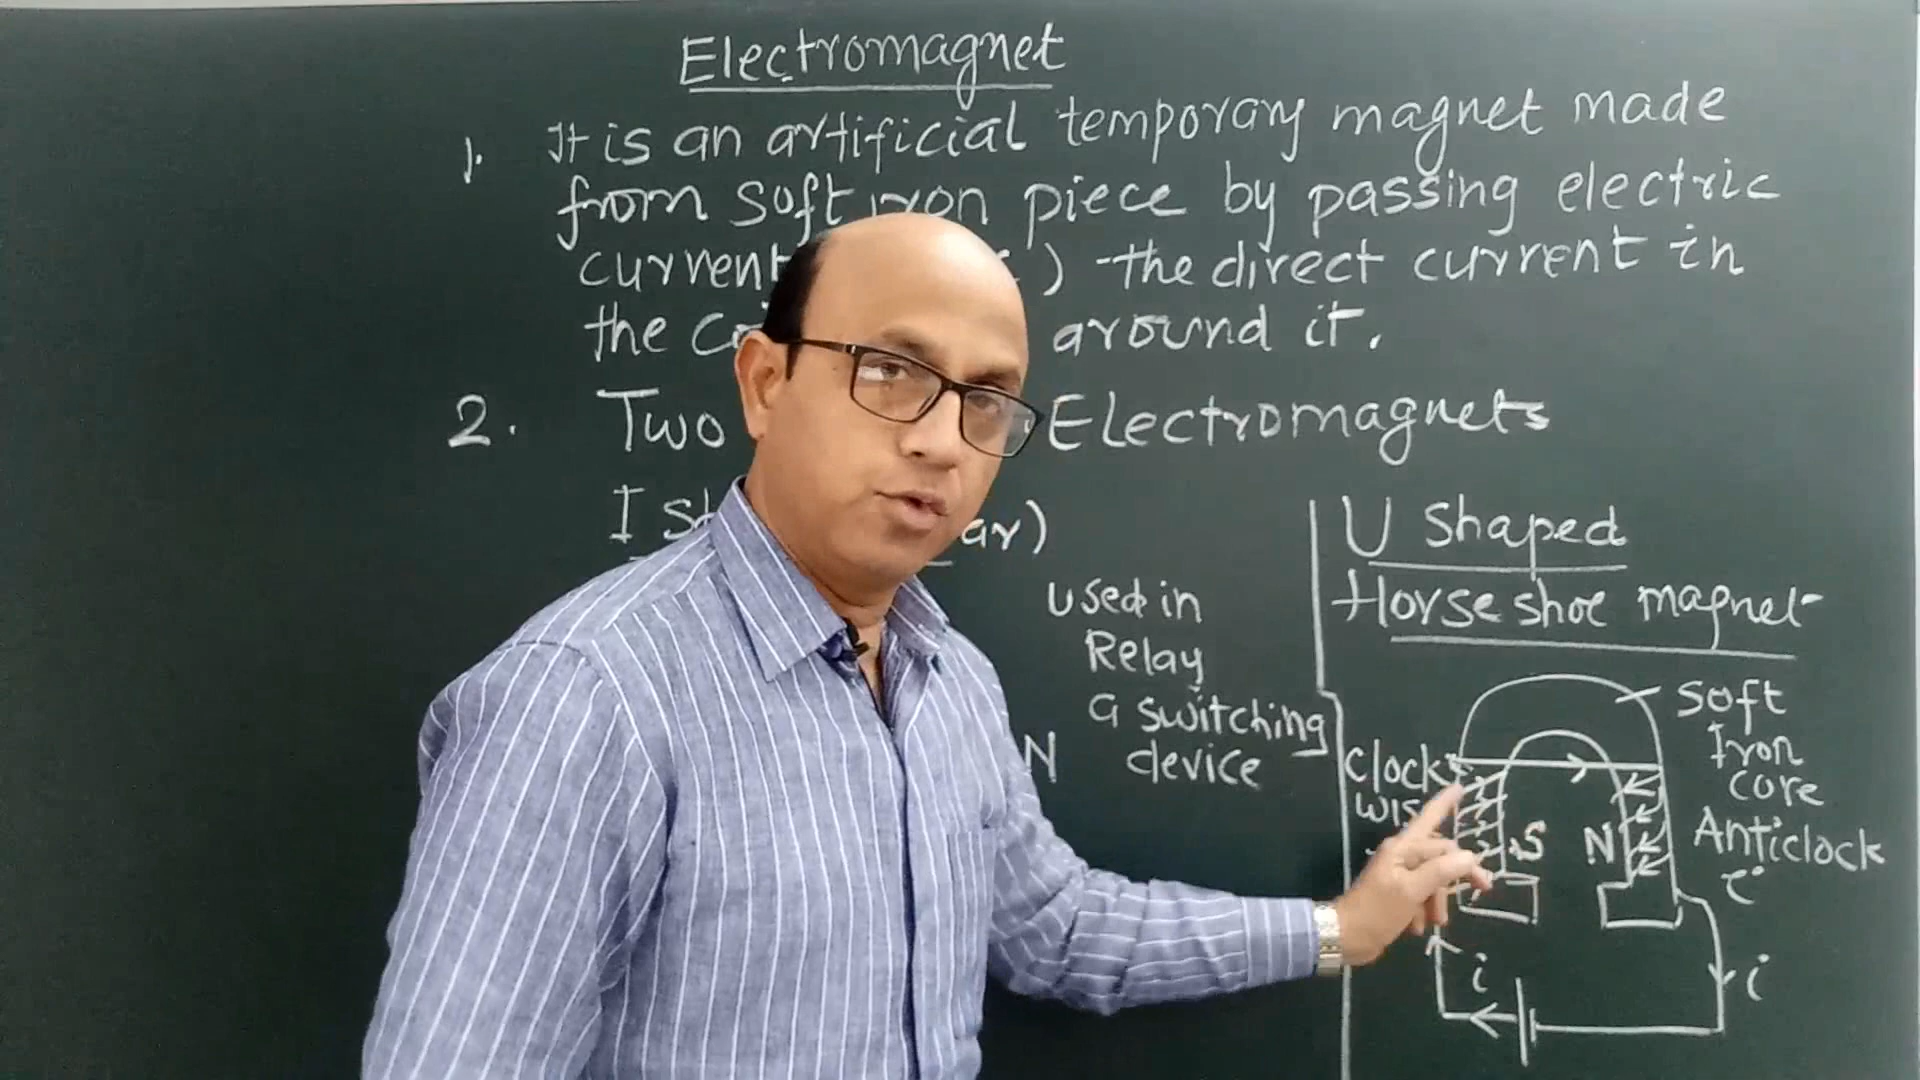 Electromagnet
1. It is an artificial temporary magnet made
from soft iron piece by passing electric
current ) the direct current in
the around it.
2. Two Electromagnets
I
U Shaped
Horse shoe magnet
used in
Relay
a switching
device
N
Soft
Iron
core
Clock
S N
Anticlock
i i